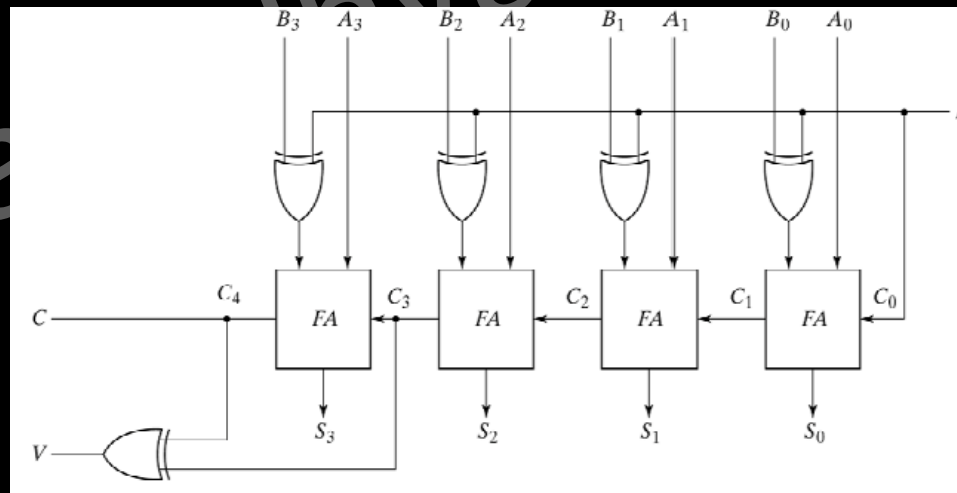 B3 A3 B2 A2 B1 A1 B0 A0
C4 C3 C2 C1 C0
C FA FA FA FA
S3 S2 S1 S0
V